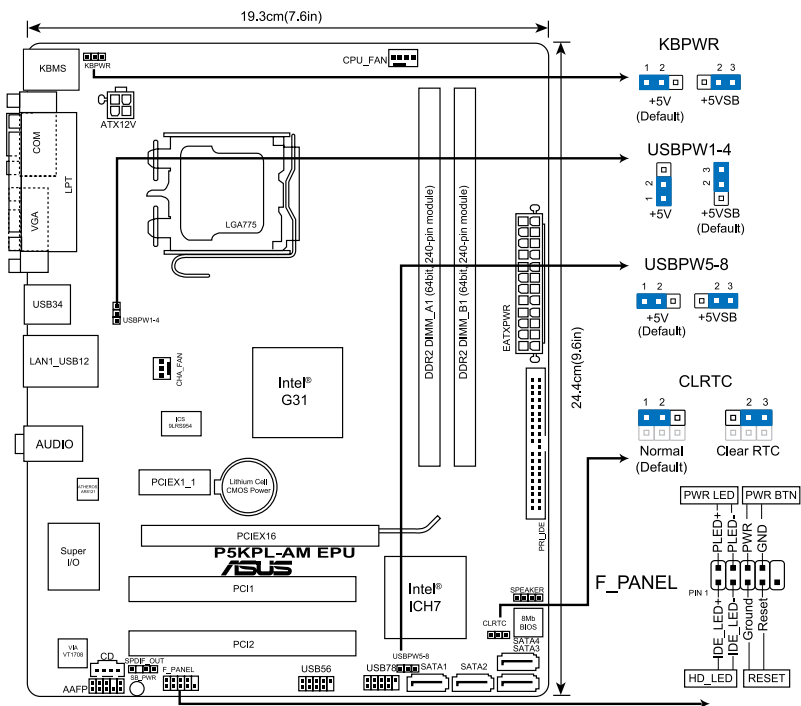 19.3cm(7.6in)
KBMS
KBPWR
CPU_FAN
ATX12V
COM
LPT
VGA
LGA775
DDR2 DIMM_A1 (64bit, 240-pin module)
DDR2 DIMM_B1 (64bit, 240-pin module)
EATXPWR
24.4cm(9.6in)
USB34
USBPW1-4
LAN1_USB12
CHA_FAN
Intel®
G31
ICS
9LRS954
AUDIO
ATHEROS
AR8121
PCIEX1_1
Lithium Cell
CMOS Power
PRI_IDE
PCIEX16
P5KPL-AM EPU
ASUS
Super
I/O
PCI1
Intel®
ICH7
SPEAKER
CLRTC
8Mb
BIOS
SATA4
SATA3
VIA
VT1708
PCI2
CD
SPDIF_OUT
SB_PWR
F_PANEL
AAFP
USB56
USB78
USBPW5-8
SATA1
SATA2
KBPWR
1 2
2 3
+5V
(Default)
+5VSB
USBPW1-4
2
1
3
2
+5V
+5VSB
(Default)
USBPW5-8
1 2
2 3
+5V
(Default)
+5VSB
CLRTC
1 2
2 3
Normal
(Default)
Clear RTC
PWR LED
PWR BTN
PLED+
PLED-
PWR
GND
F_PANEL
PIN 1
IDE_LED+
IDE_LED-
Ground
Reset
HD_LED
RESET